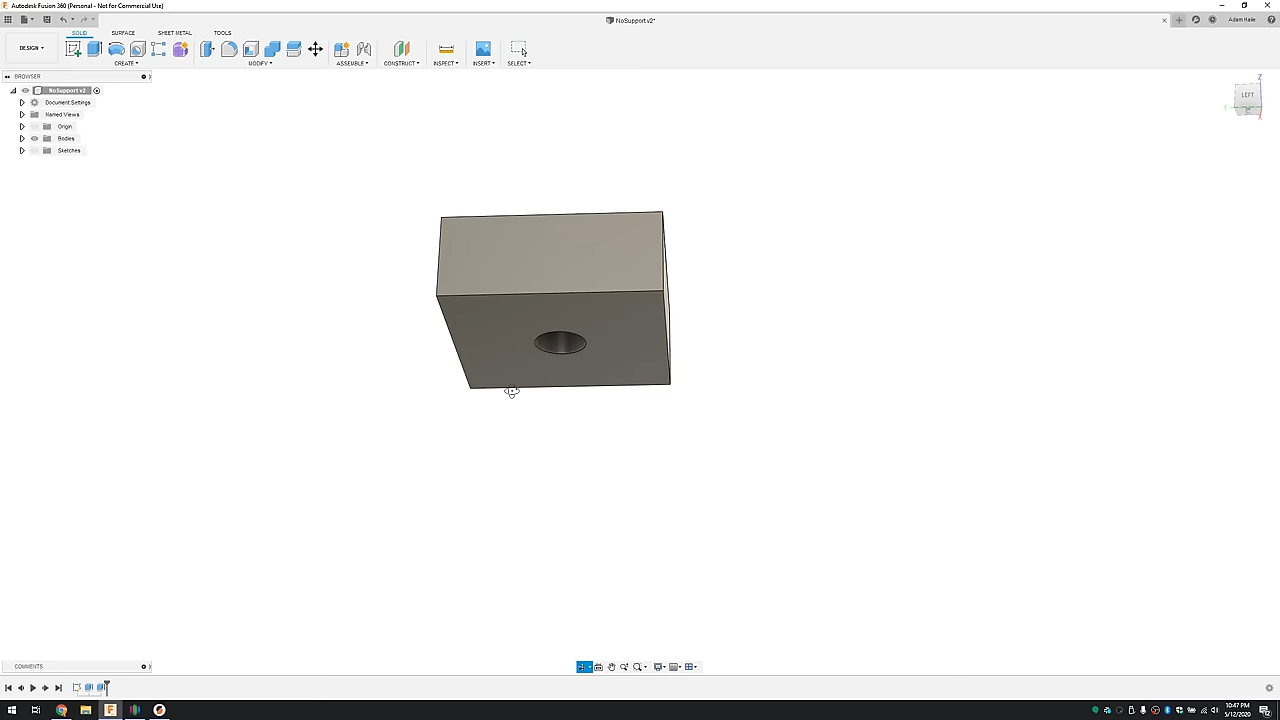 Autodesk Fusion 360 (Personal - Not for Commercial Use)
NoSupport v2*
Adam Haile
SOLID SURFACE SHEET METAL TOOLS
DESIGN
CREATE MODIFY ASSEMBLE CONSTRUCT INSPECT INSERT SELECT
BROWSER
NoSupport v2
Document Settings
Named Views
Origin
Bodies
Sketches
Z
LEFT
Y
X
COMMENTS
10:47 PM
5/12/2020